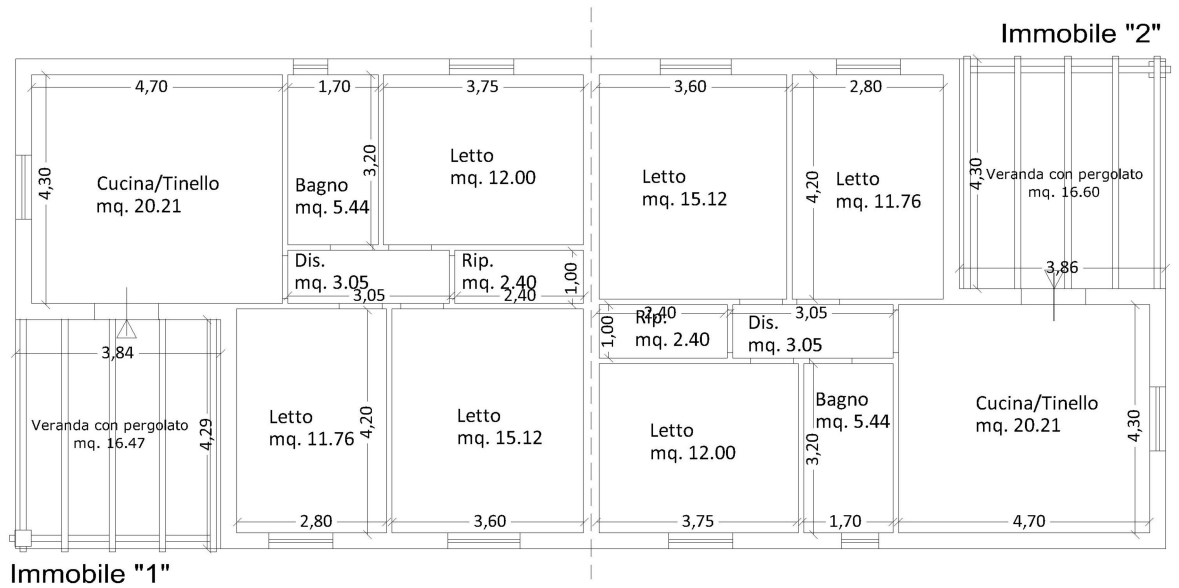 Immobile "2"
4,70
1,70
3,75
3,60
2,80
4,30
Cucina/Tinello
mq. 20.21
Bagno
mq. 5.44
3,20
Letto
mq. 12.00
Letto
mq. 15.12
4,20
Letto
mq. 11.76
4,30
Veranda con pergolato
mq. 16.60
3,86
Dis.
mq. 3.05
3,05
Rip.
mq. 2.40
2,40
1,00
2,40
Rip.
mq. 2.40
1,00
3,05
Dis.
mq. 3.05
3,84
Veranda con pergolato
mq. 16.47
4,29
Letto
mq. 11.76
4,20
Letto
mq. 15.12
Letto
mq. 12.00
Bagno
mq. 5.44
3,20
Cucina/Tinello
mq. 20.21
4,30
2,80
3,60
3,75
1,70
4,70
Immobile "1"